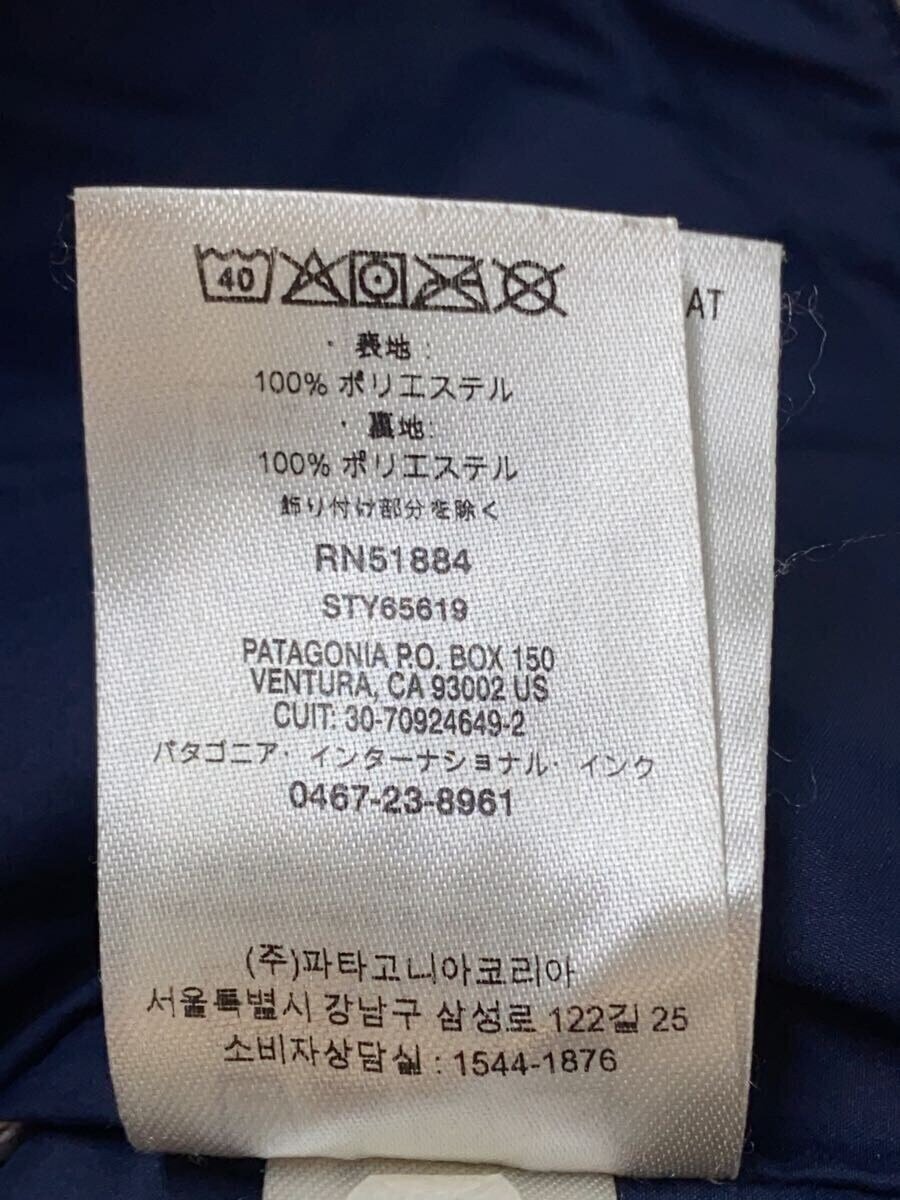 40
・表地:
100% ポリエステル
・裏地:
100% ポリエステル
飾り付け部分を除く
RN51884
STY65619
PATAGONIA P.O. BOX 150
VENTURA, CA 93002 US
CUIT: 30-70924649-2
パタゴニア・インターナショナル・インク
0467-23-8961
(주)파타고니아코리아
서울특별시 강남구 삼성로 122길 25
소비자상담실 : 1544-1876
AT